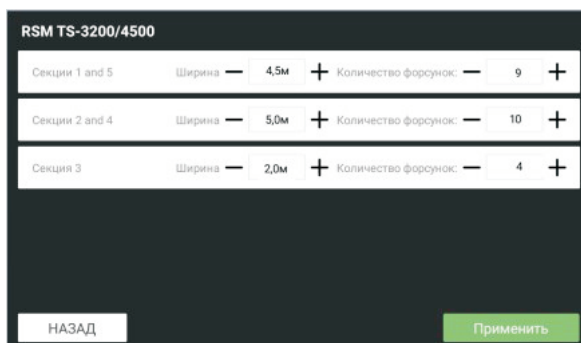 RSM TS-3200/4500
Секции 1 and 5 Ширина — 4,5м + Количество форсунок: — 9 +
Секции 2 and 4 Ширина — 5,0м + Количество форсунок: — 10 +
Секция 3 Ширина — 2,0м + Количество форсунок: — 4 +
НАЗАД Применить